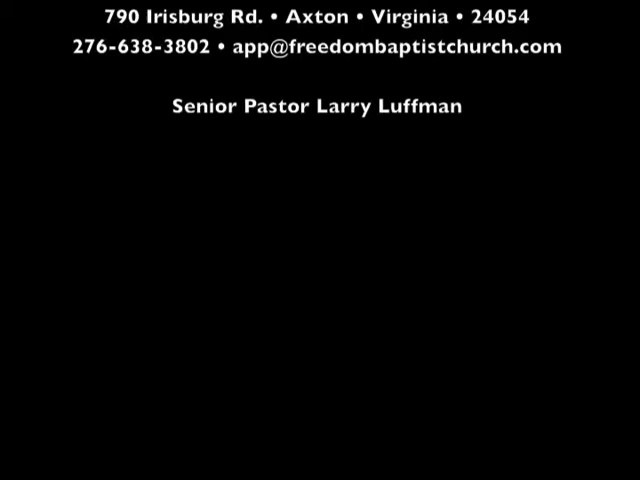 790 Irisburg Rd. • Axton • Virginia • 24054
276-638-3802 • app@freedombaptistchurch.com
Senior Pastor Larry Luffman